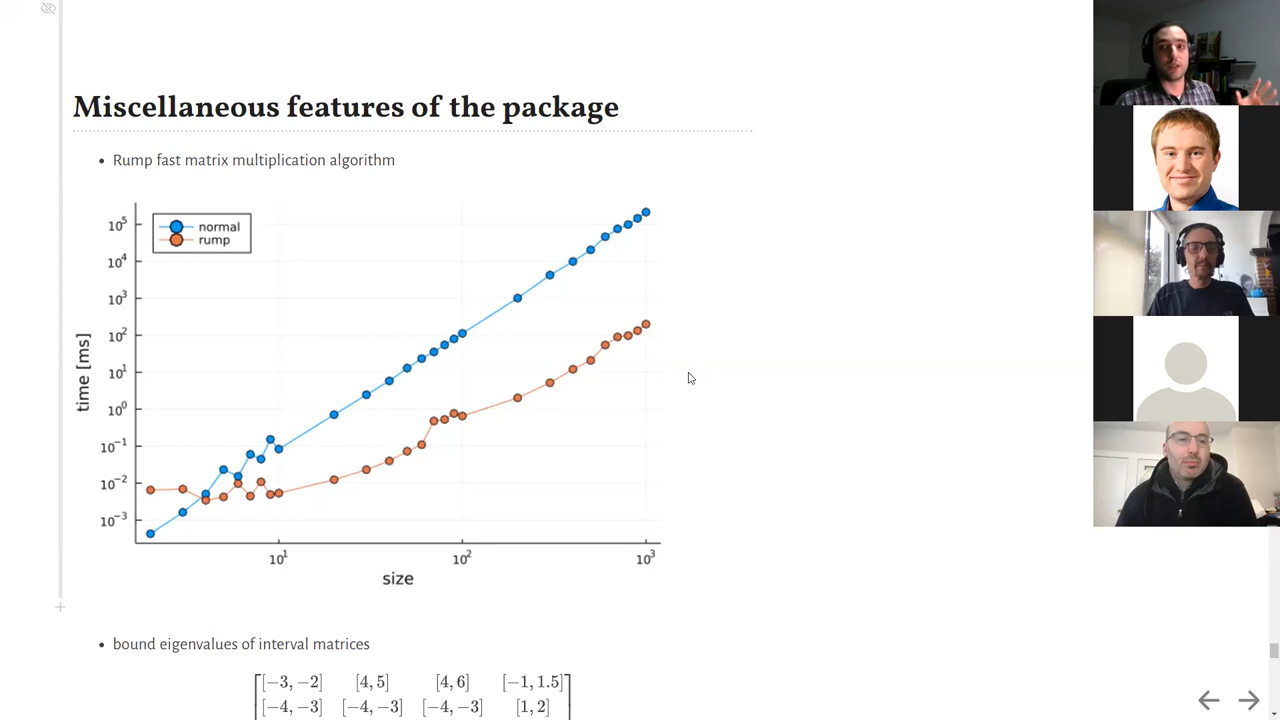 Miscellaneous features of the package
• Rump fast matrix multiplication algorithm
normal
rump
10^5
10^4
10^3
10^2
10^1
10^0
10^−1
10^−2
10^−3
time [ms]
10^1 10^2 10^3
size
• bound eigenvalues of interval matrices
[−3, −2] [4, 5] [4, 6] [−1, 1.5]
[−4, −3] [−4, −3] [−4, −3] [1, 2]